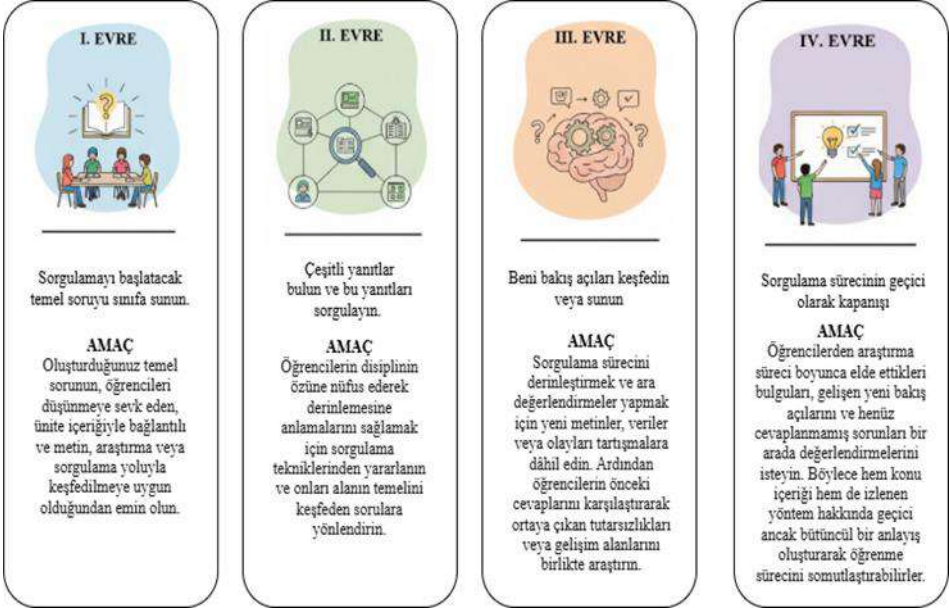 I. EVRE
Sorgulamayı başlatacak
temel soruyu sınıfa sunun.
AMAÇ
Oluşturduğunuz temel
sorunun, öğrencileri
düşünmeye sevk eden,
ünite içeriğiyle bağlantılı
ve metin, araştırma veya
sorgulama yoluyla
keşfedilmeye uygun
olduğundan emin olun.
II. EVRE
Çeşitli yanıtlar
bulun ve bu yanıtları
sorgulayın.
AMAÇ
Öğrencilerin disiplinin
özüne nüfus ederek
derinlemesine
anlamalarını sağlamak
için sorgulama
tekniklerinden yararlanın
ve onları alanın temelini
keşfeden sorulara
yönlendirin.
III. EVRE
Beni bakış açıları keşfedin
veya sunun
AMAÇ
Sorgulama sürecini
derinleştirmek ve ara
değerlendirmeler yapmak
için yeni metinler, veriler
veya olayları tartışmalara
dâhil edin. Ardından
öğrencilerin önceki
cevaplarını karşılaştırarak
ortaya çıkan tutarsızlıkları
veya gelişim alanlarını
birlikte araştırın.
IV. EVRE
Sorgulama sürecinin geçici
olarak kapanışı
AMAÇ
Öğrencilerden araştırma
süreci boyunca elde ettikleri
bulguları, gelişen yeni bakış
açılarını ve henüz
cevaplanmamış sorunları bir
arada değerlendirmelerini
isteyin. Böylece hem konu
içeriği hem de izlenen
yöntem hakkında geçici
ancak bütüncül bir anlayış
oluşturarak öğrenme
sürecini somutlaştırabilirler.